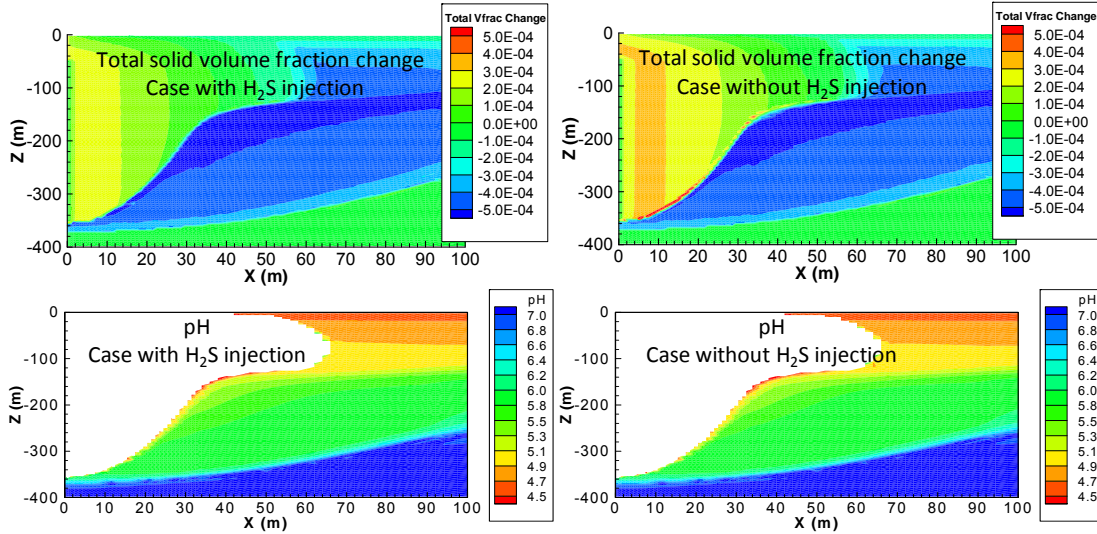 Total Vfrac Change
5.0E-04
4.0E-04
3.0E-04
2.0E-04
1.0E-04
0.0E+00
-1.0E-04
-2.0E-04
-3.0E-04
-4.0E-04
-5.0E-04
Total solid volume fraction change
Case with H₂S injection
Z (m)
0
-100
-200
-300
-400
0 10 20 30 40 50 60 70 80 90 100
X (m)
Total Vfrac Change
5.0E-04
4.0E-04
3.0E-04
2.0E-04
1.0E-04
0.0E+00
-1.0E-04
-2.0E-04
-3.0E-04
-4.0E-04
-5.0E-04
Total solid volume fraction change
Case without H₂S injection
Z (m)
0
-100
-200
-300
-400
0 10 20 30 40 50 60 70 80 90 100
X (m)
pH
7.0
6.8
6.6
6.4
6.2
6.0
5.8
5.5
5.3
5.1
4.9
4.7
4.5
pH
Case with H₂S injection
Z (m)
0
-100
-200
-300
-400
0 10 20 30 40 50 60 70 80 90 100
X (m)
pH
7.0
6.8
6.6
6.4
6.2
6.0
5.8
5.5
5.3
5.1
4.9
4.7
4.5
pH
Case without H₂S injection
Z (m)
0
-100
-200
-300
-400
0 10 20 30 40 50 60 70 80 90 100
X (m)